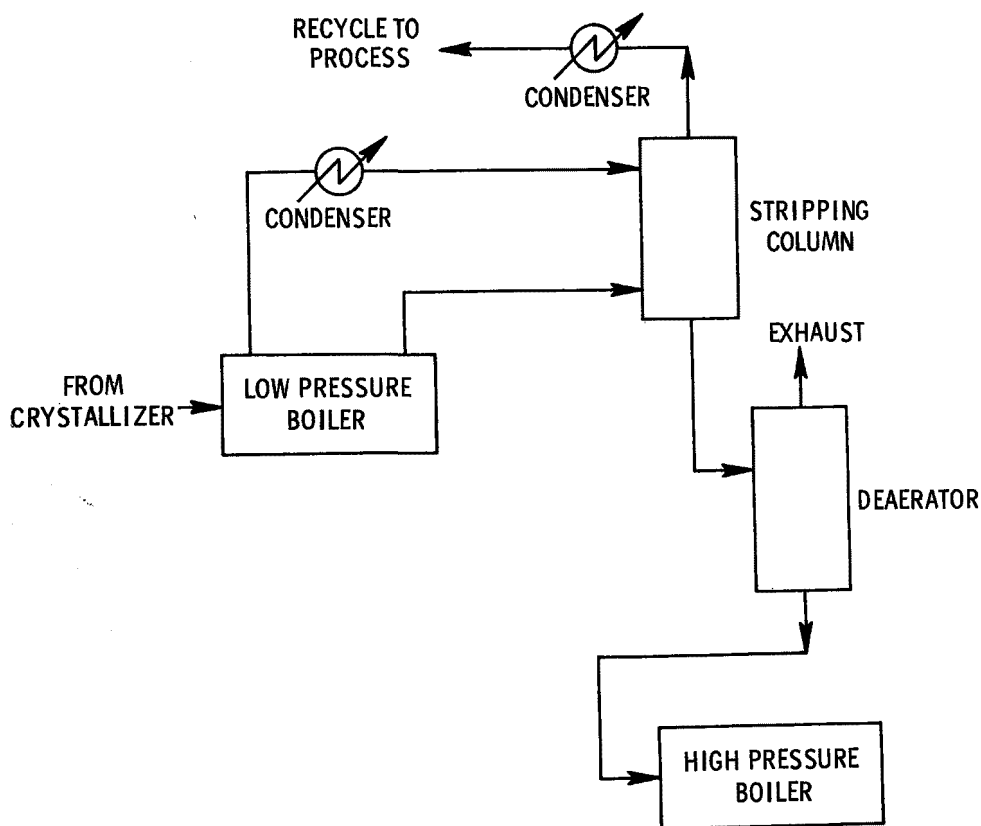 RECYCLE TO
PROCESS
CONDENSER
CONDENSER
STRIPPING
COLUMN
EXHAUST
FROM
CRYSTALLIZER
LOW PRESSURE
BOILER
DEAERATOR
HIGH PRESSURE
BOILER